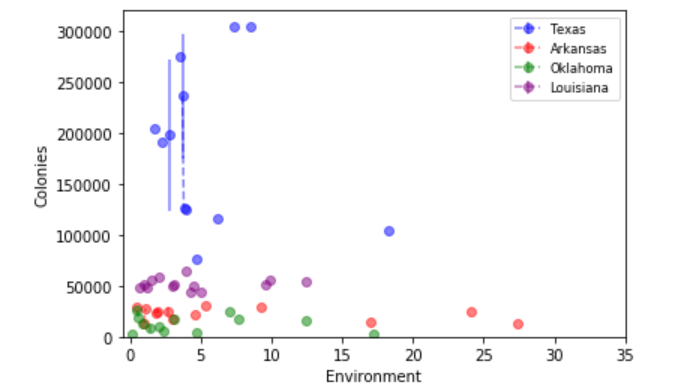 300000
250000
200000
150000
100000
50000
0
Colonies
0 5 10 15 20 25 30 35
Environment
Texas
Arkansas
Oklahoma
Louisiana